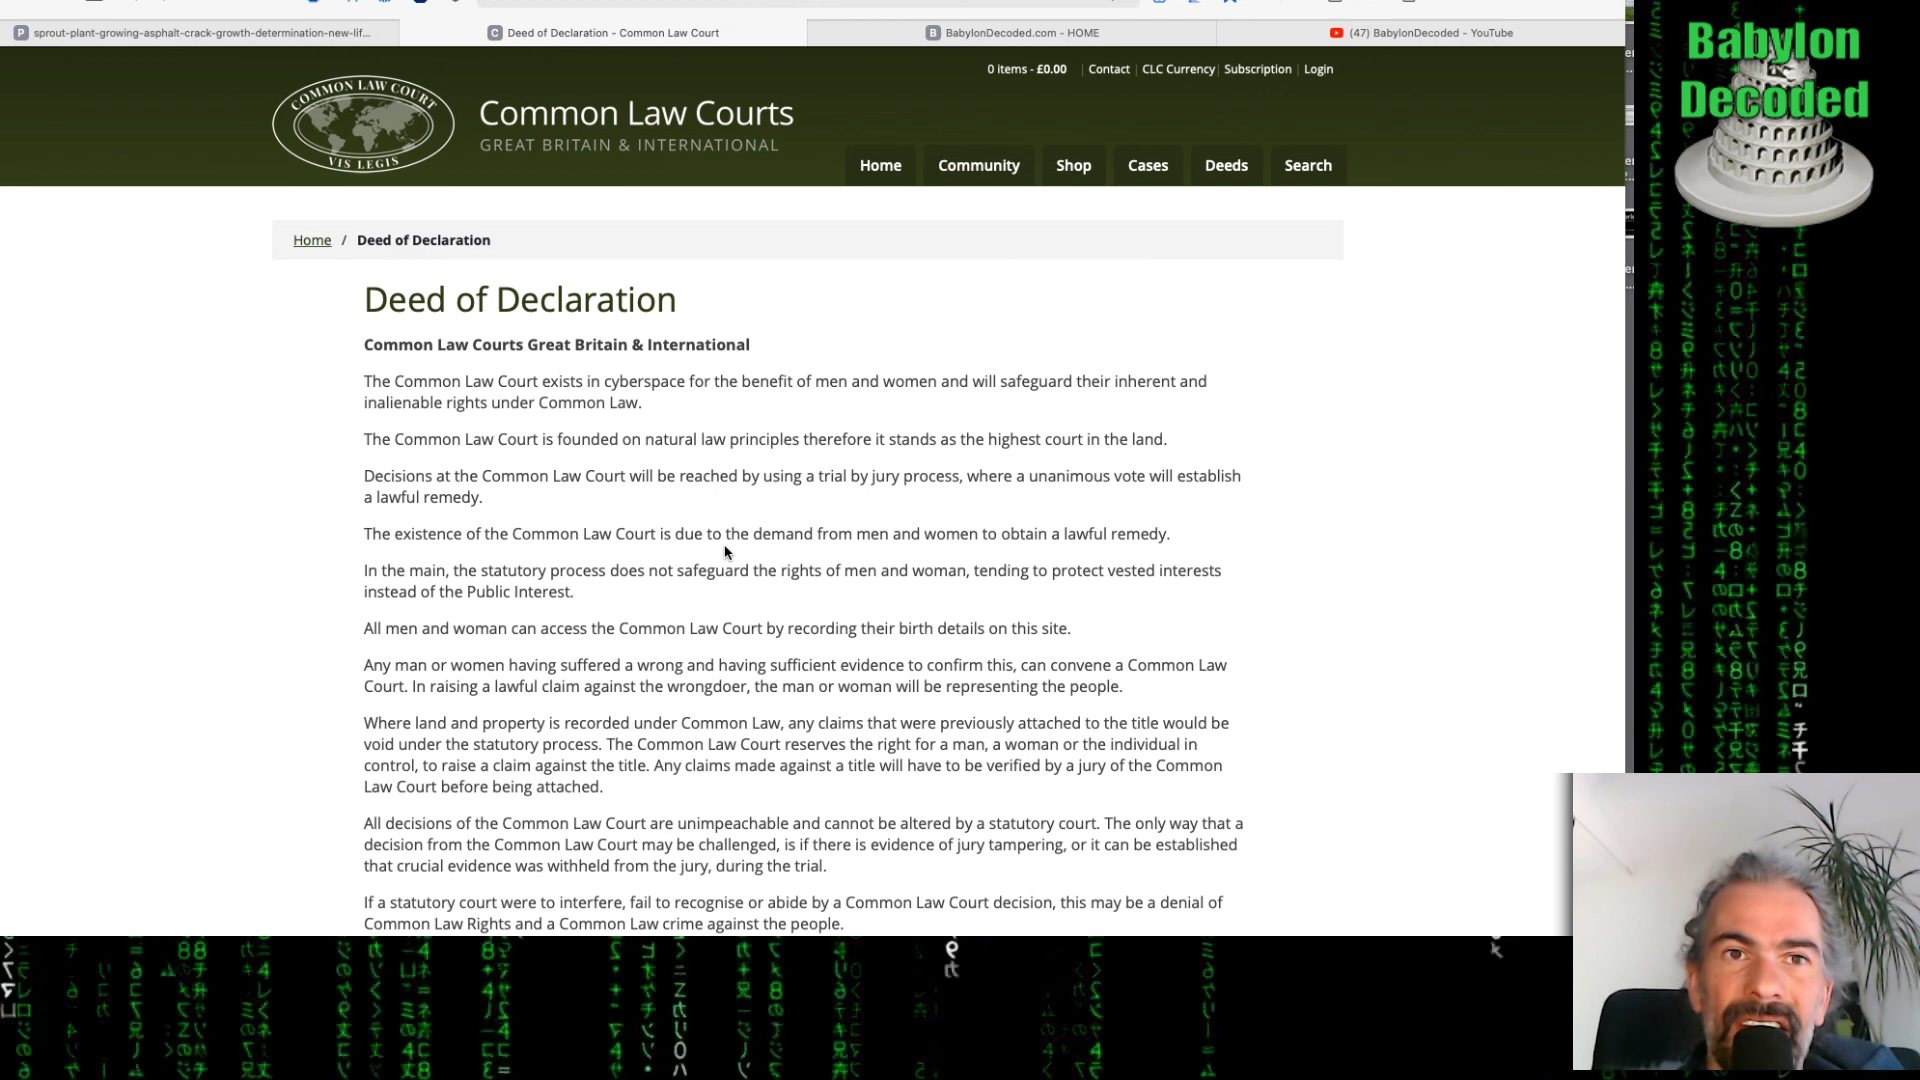 sprout-plant-growing-asphalt-crack-growth-determination-new-lif...
Deed of Declaration - Common Law Court
BabylonDecoded.com - HOME
(47) BabylonDecoded - YouTube
Babylon
Decoded
0 items - £0.00 | Contact | CLC Currency | Subscription | Login
COMMON LAW COURT
VIS LEGIS
Common Law Courts
GREAT BRITAIN & INTERNATIONAL
Home Community Shop Cases Deeds Search
Home / Deed of Declaration
Deed of Declaration
Common Law Courts Great Britain & International
The Common Law Court exists in cyberspace for the benefit of men and women and will safeguard their inherent and
inalienable rights under Common Law.
The Common Law Court is founded on natural law principles therefore it stands as the highest court in the land.
Decisions at the Common Law Court will be reached by using a trial by jury process, where a unanimous vote will establish
a lawful remedy.
The existence of the Common Law Court is due to the demand from men and women to obtain a lawful remedy.
In the main, the statutory process does not safeguard the rights of men and woman, tending to protect vested interests
instead of the Public Interest.
All men and woman can access the Common Law Court by recording their birth details on this site.
Any man or women having suffered a wrong and having sufficient evidence to confirm this, can convene a Common Law
Court. In raising a lawful claim against the wrongdoer, the man or woman will be representing the people.
Where land and property is recorded under Common Law, any claims that were previously attached to the title would be
void under the statutory process. The Common Law Court reserves the right for a man, a woman or the individual in
control, to raise a claim against the title. Any claims made against a title will have to be verified by a jury of the Common
Law Court before being attached.
All decisions of the Common Law Court are unimpeachable and cannot be altered by a statutory court. The only way that a
decision from the Common Law Court may be challenged, is if there is evidence of jury tampering, or it can be established
that crucial evidence was withheld from the jury, during the trial.
If a statutory court were to interfere, fail to recognise or abide by a Common Law Court decision, this may be a denial of
Common Law Rights and a Common Law crime against the people.